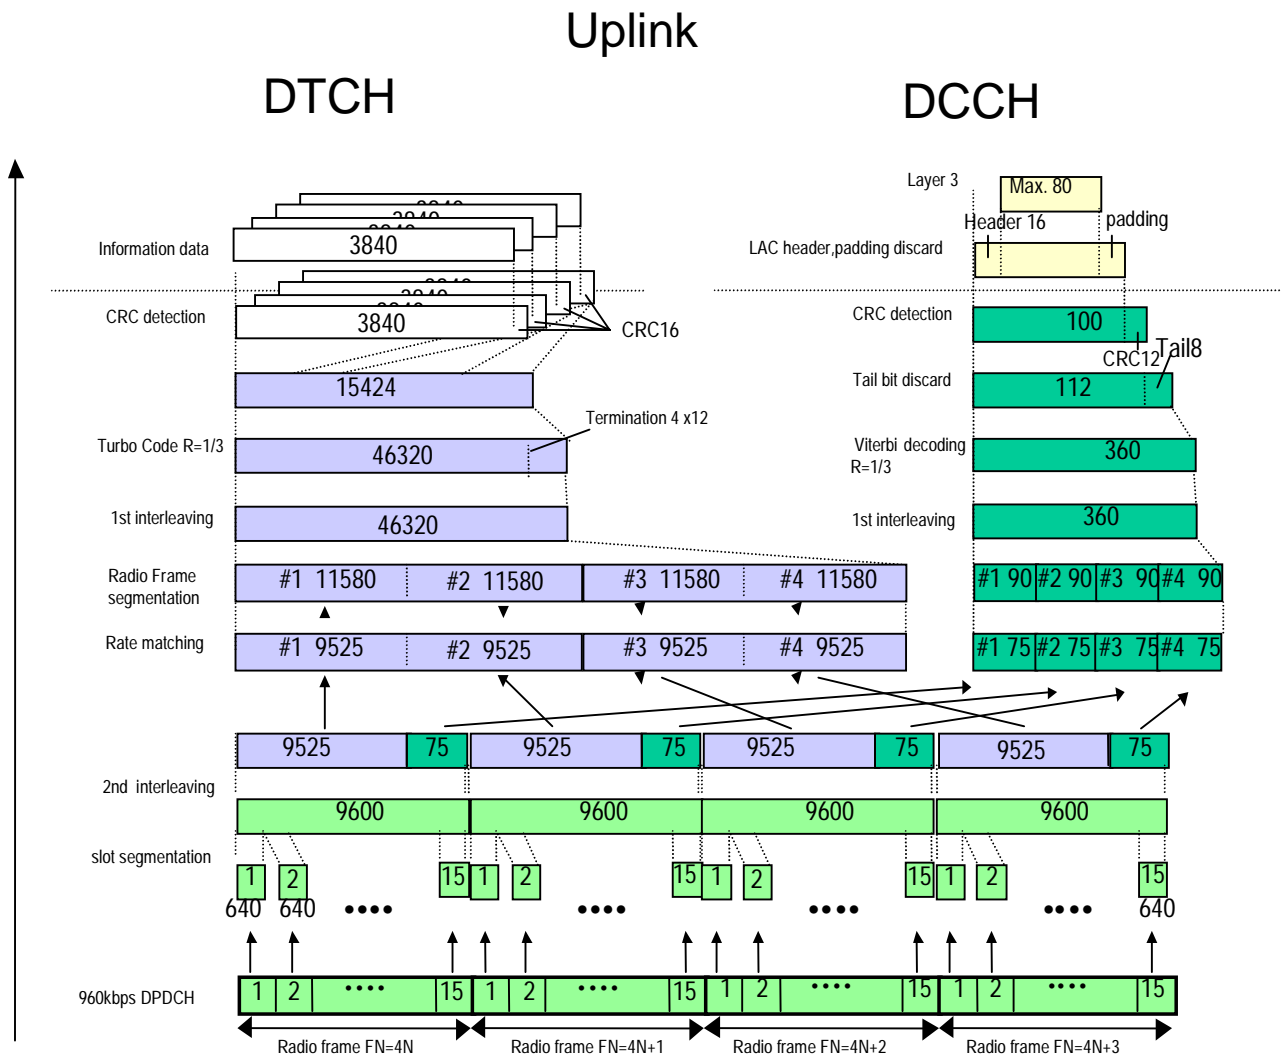 Uplink
DTCH
DCCH
Layer 3
Max. 80
Header 16
padding
Information data
3840
LAC header,padding discard
CRC detection
3840
CRC16
CRC detection
100
CRC12
Tail8
15424
Tail bit discard
112
Termination 4 x12
Turbo Code R=1/3
46320
Viterbi decoding
R=1/3
360
1st interleaving
46320
1st interleaving
360
Radio Frame
segmentation
#1 11580
#2 11580
#3 11580
#4 11580
#1 90
#2 90
#3 90
#4 90
Rate matching
#1 9525
#2 9525
#3 9525
#4 9525
#1 75
#2 75
#3 75
#4 75
9525
75
9525
75
9525
75
9525
75
2nd interleaving
9600
9600
9600
9600
slot segmentation
1
2
15
1
2
15
1
2
15
1
2
15
640
640
••••
••••
••••
••••
640
960kbps DPDCH
1
2
••••
15
1
2
••••
15
1
2
••••
15
1
2
••••
15
Radio frame FN=4N
Radio frame FN=4N+1
Radio frame FN=4N+2
Radio frame FN=4N+3